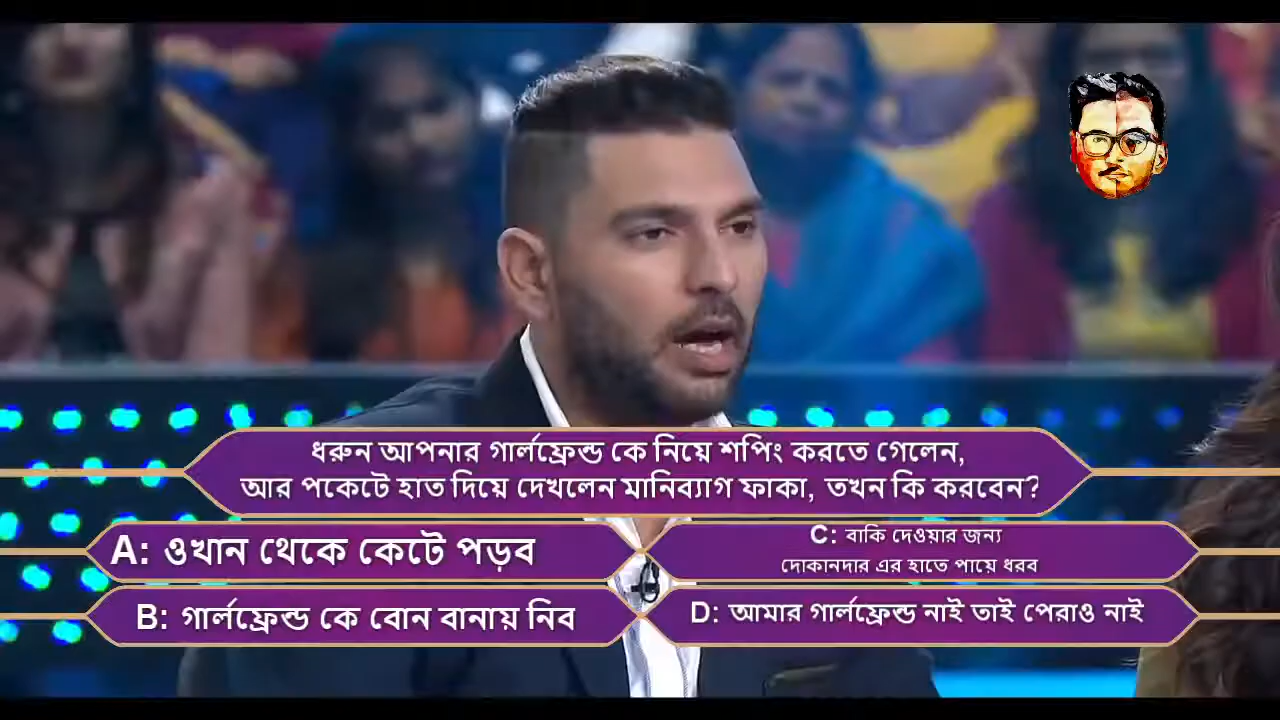 ধরুন আপনার গার্লফ্রেন্ড কে নিয়ে শপিং করতে গেলেন,
আর পকেটে হাত দিয়ে দেখলেন মানিব্যাগ ফাকা, তখন কি করবেন?
A: ওখান থেকে কেটে পড়ব
C: বাকি দেওয়ার জন্য
দোকানদার এর হাতে পায়ে ধরব
B: গার্লফ্রেন্ড কে বোন বানায় নিব
D: আমার গার্লফ্রেন্ড নাই তাই পেরাও নাই